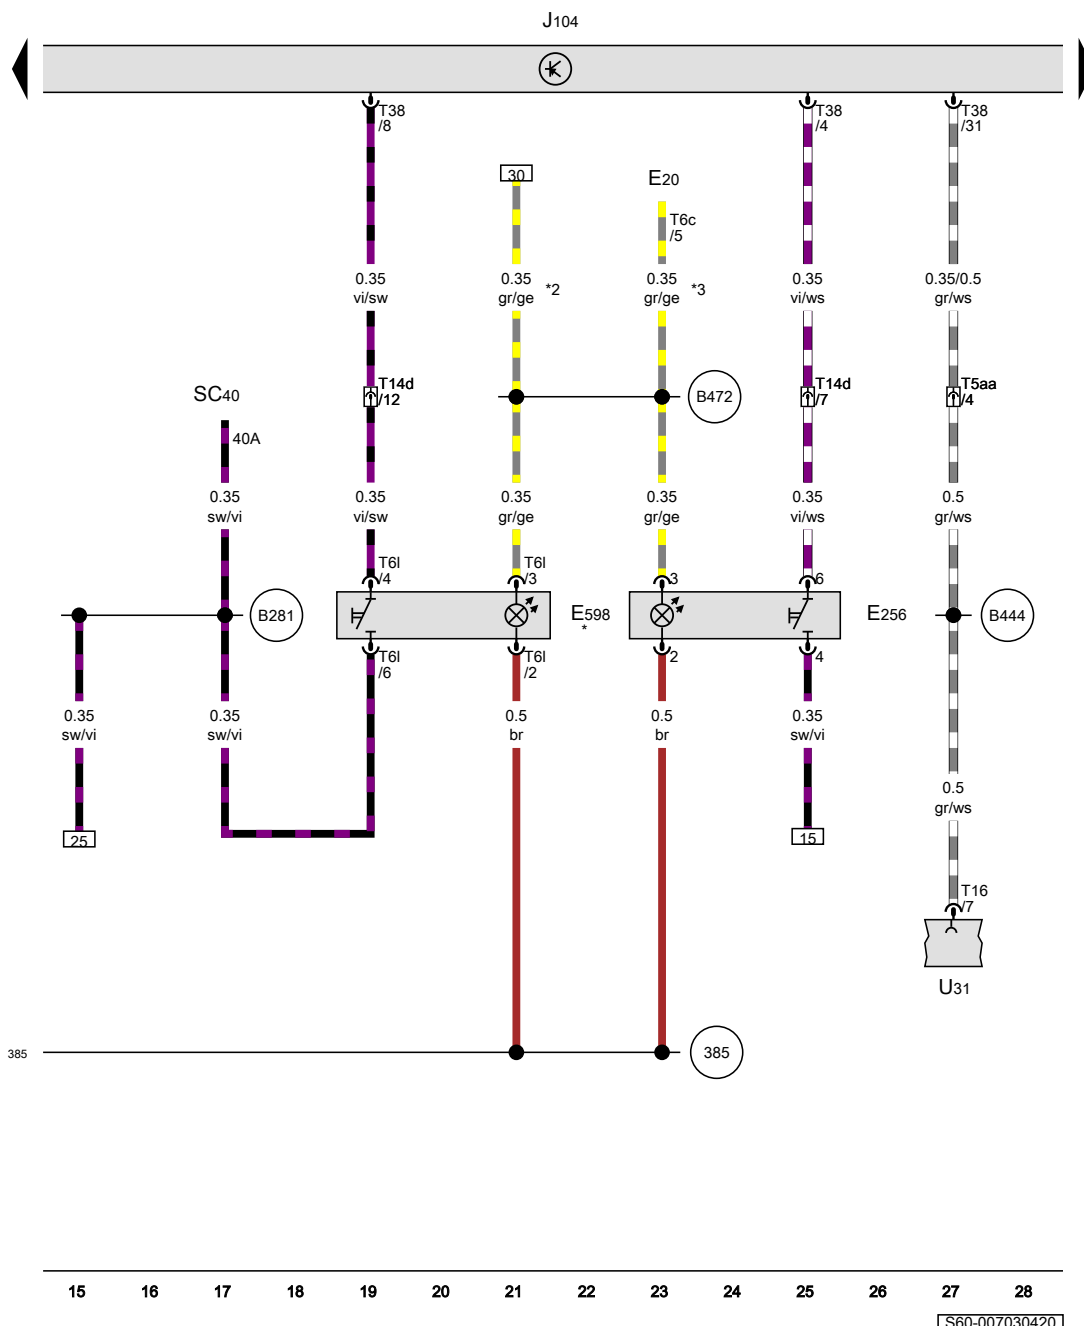 J104
T38
/8
T38
/4
T38
/31
30
E20
T6c
/5
0.35
vi/sw
0.35
gr/ge
*2
0.35
gr/ge
*3
0.35
vi/ws
0.35/0.5
gr/ws
SC40
40A
T14d
/12
B472
T14d
/7
T5aa
/4
0.35
sw/vi
0.35
vi/sw
0.35
gr/ge
0.35
gr/ge
0.35
vi/ws
0.5
gr/ws
T6l
/4
T6l
/3
3
6
B281
E598
*
E256
B444
T6l
/6
T6l
/2
2
4
0.35
sw/vi
0.35
sw/vi
0.5
br
0.5
br
0.35
sw/vi
0.5
gr/ws
25
15
T16
/7
U31
385
385
15 16 17 18 19 20 21 22 23 24 25 26 27 28
S60-007030420